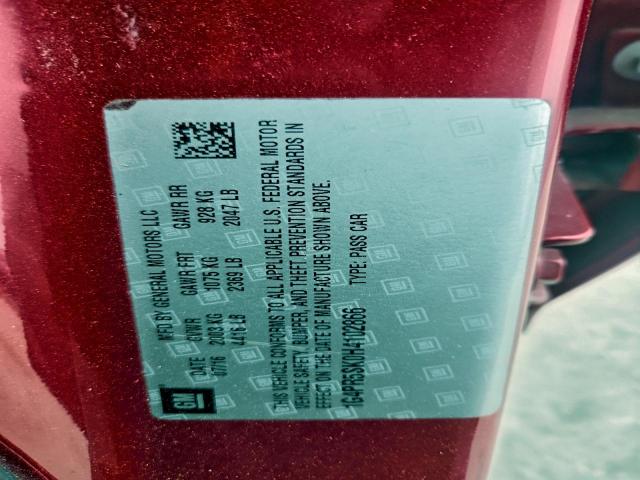 GM
MFD BY GENERAL MOTORS LLC
DATE GVWR GAWR FRT GAWR RR
07/16 2003 KG 1075 KG 928 KG
4416 LB 2369 LB 2047 LB
THIS VEHICLE CONFORMS TO ALL APPLICABLE U.S. FEDERAL MOTOR
VEHICLE SAFETY, BUMPER, AND THEFT PREVENTION STANDARDS IN
EFFECT ON THE DATE OF MANUFACTURE SHOWN ABOVE.
1G4PR5SK0H4102866 TYPE: PASS CAR